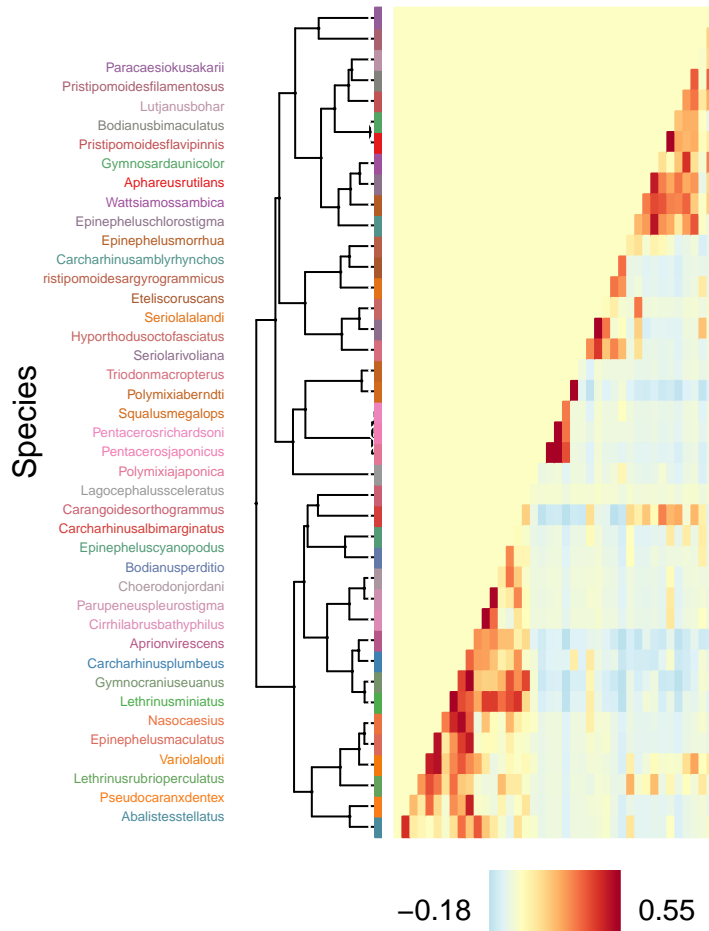 Species
Paracaesiokusakarii
Pristipomoidesfilamentosus
Lutjanusbohar
Bodianusbimaculatus
Pristipomoidesflavipinnis
Gymnosardaunicolor
Aphareusrutilans
Wattsiamossambica
Epinepheluschlorostigma
Epinephelusmorrhua
Carcharhinusamblyrhynchos
ristipomoidesargyrogrammicus
Eteliscoruscans
Seriolalalandi
Hyporthodusoctofasciatus
Seriolarivoliana
Triodonmacropterus
Polymixiaberndti
Squalusmegalops
Pentacerosrichardsoni
Pentacerosjaponicus
Polymixiajaponica
Lagocephalussceleratus
Carangoidesorthogrammus
Carcharhinusalbimarginatus
Epinepheluscyanopodus
Bodianusperditio
Choerodonjordani
Parupeneuspleurostigma
Cirrhilabrusbathyphilus
Aprionvirescens
Carcharhinusplumbeus
Gymnocraniuseuanus
Lethrinusminiatus
Nasocaesius
Epinephelusmaculatus
Variolalouti
Lethrinusrubrioperculatus
Pseudocaranxdentex
Abalistesstellatus
−0.18 0.55